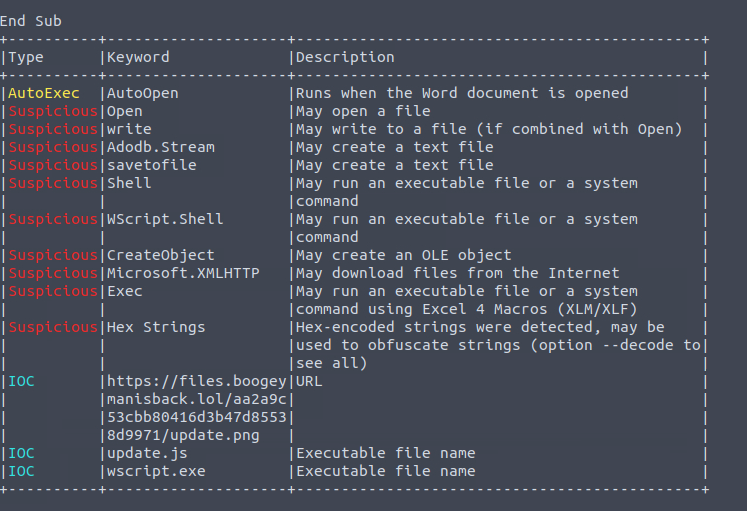 End Sub
+----------+--------------------+---------------------------------------------+
|Type      |Keyword             |Description                                  |
+----------+--------------------+---------------------------------------------+
|AutoExec  |AutoOpen            |Runs when the Word document is opened        |
|Suspicious|Open                |May open a file                              |
|Suspicious|write               |May write to a file (if combined with Open)  |
|Suspicious|Adodb.Stream        |May create a text file                       |
|Suspicious|savetofile          |May create a text file                       |
|Suspicious|Shell               |May run an executable file or a system       |
|          |                    |command                                      |
|Suspicious|WScript.Shell       |May run an executable file or a system       |
|          |                    |command                                      |
|Suspicious|CreateObject        |May create an OLE object                     |
|Suspicious|Microsoft.XMLHTTP   |May download files from the Internet         |
|Suspicious|Exec                |May run an executable file or a system       |
|          |                    |command using Excel 4 Macros (XLM/XLF)       |
|Suspicious|Hex Strings         |Hex-encoded strings were detected, may be    |
|          |                    |used to obfuscate strings (option --decode to|
|          |                    |see all)                                     |
|IOC       |https://files.boogey|URL                                          |
|          |manisback.lol/aa2a9c|                                             |
|          |53cbb80416d3b47d8553|                                             |
|          |8d9971/update.png   |                                             |
|IOC       |update.js           |Executable file name                         |
|IOC       |wscript.exe         |Executable file name                         |
+----------+--------------------+---------------------------------------------+